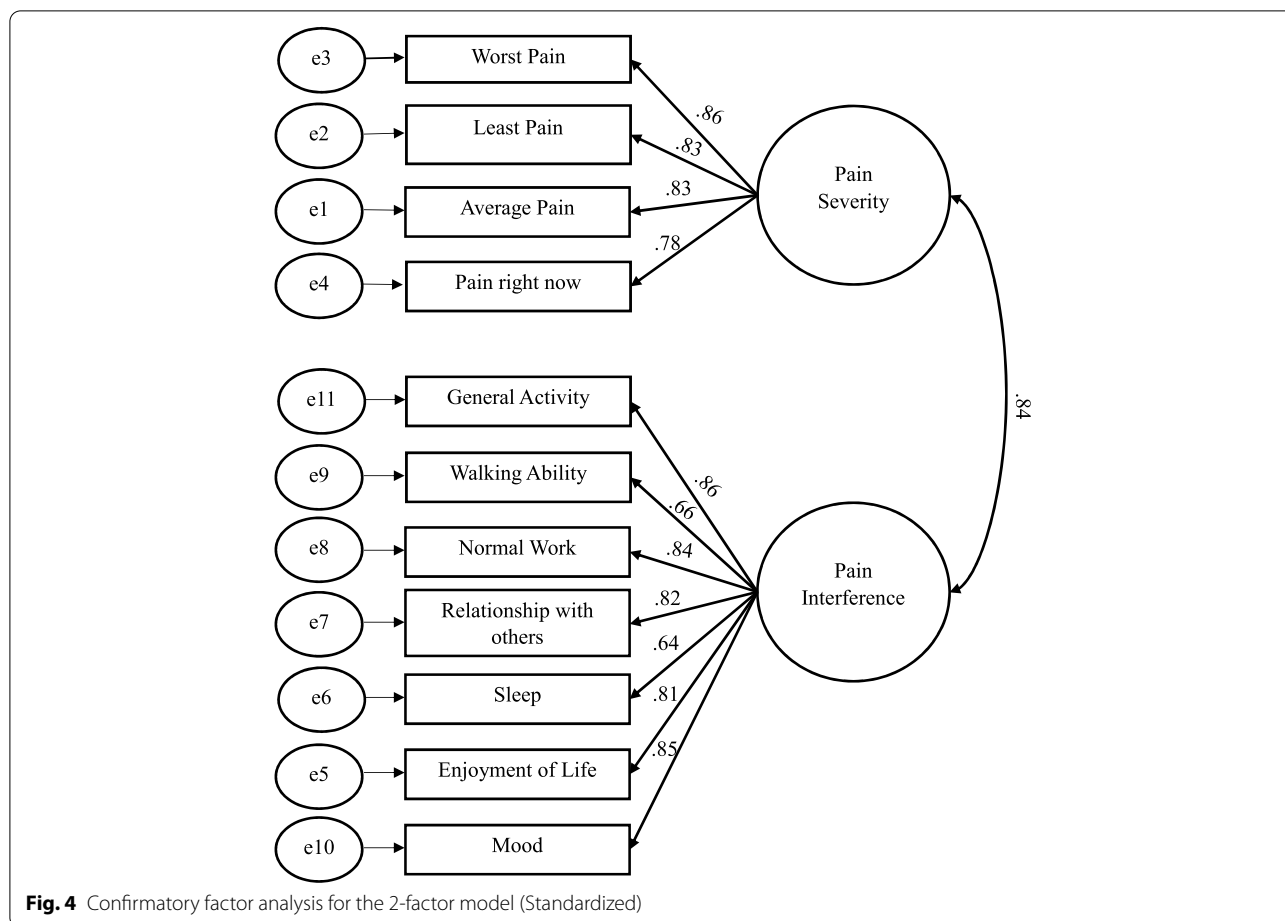 e3
Worst Pain
.86
e2
Least Pain
.83
e1
Average Pain
.83
e4
Pain right now
.78
Pain
Severity
.84
e11
General Activity
.86
e9
Walking Ability
.66
e8
Normal Work
.84
e7
Relationship with
others
.82
e6
Sleep
.64
e5
Enjoyment of Life
.81
e10
Mood
.85
Pain
Interference
Fig. 4 Confirmatory factor analysis for the 2-factor model (Standardized)